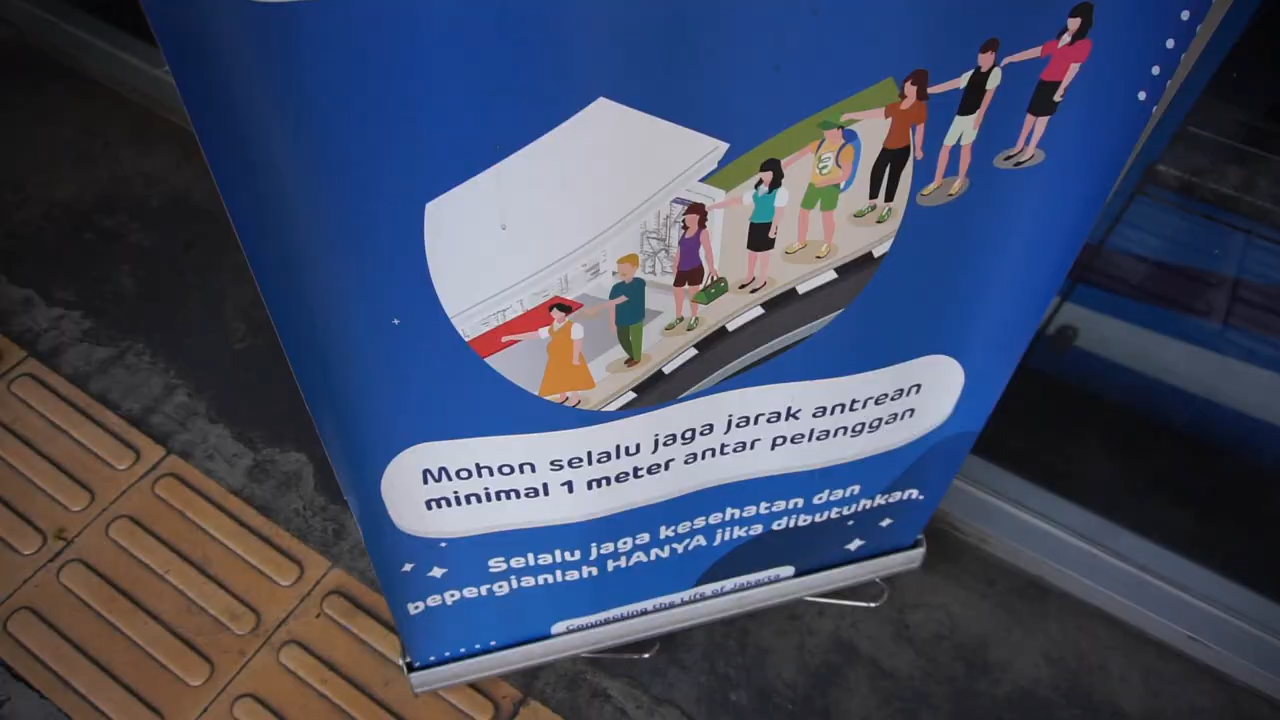 Mohon selalu jaga jarak antrean
minimal 1 meter antar pelanggan
Selalu jaga kesehatan dan
bepergianlah HANYA jika dibutuhkan.
Connecting the Life of Jakarta